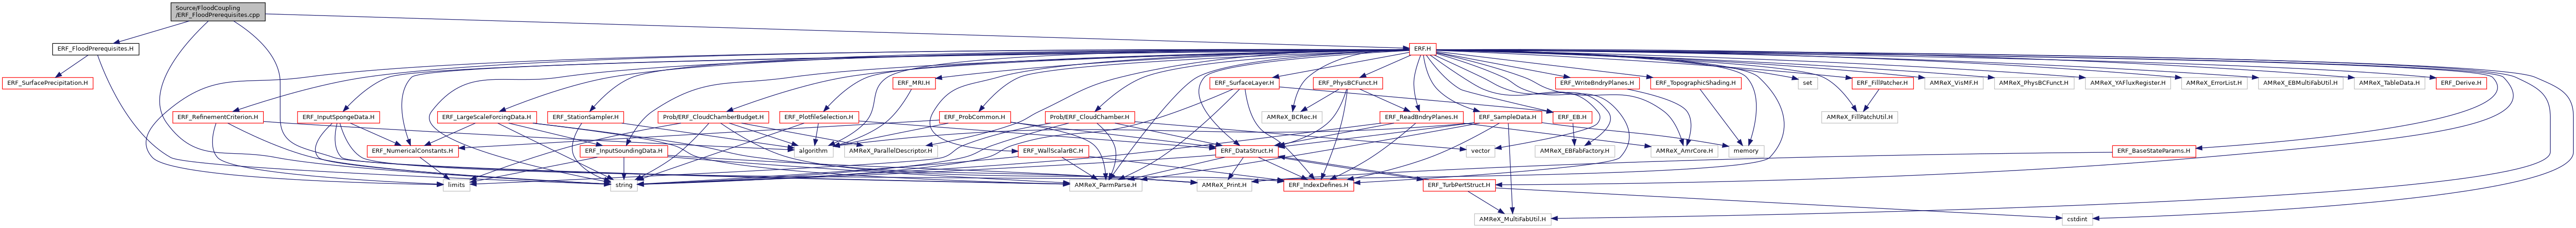 Source/FloodCoupling
/ERF_FloodPrerequisites.cpp
ERF_FloodPrerequisites.H
ERF.H
ERF_SurfacePrecipitation.H
ERF_MRI.H
ERF_SurfaceLayer.H
ERF_PhysBCFunct.H
ERF_WriteBndryPlanes.H
ERF_TopographicShading.H
set
ERF_FillPatcher.H
AMReX_VisMF.H
AMReX_PhysBCFunct.H
AMReX_YAFluxRegister.H
AMReX_ErrorList.H
AMReX_EBMultiFabUtil.H
AMReX_TableData.H
ERF_Derive.H
ERF_RefinementCriterion.H
ERF_InputSpongeData.H
ERF_LargeScaleForcingData.H
ERF_StationSampler.H
Prob/ERF_CloudChamberBudget.H
ERF_PlotfileSelection.H
ERF_ProbCommon.H
Prob/ERF_CloudChamber.H
AMReX_BCRec.H
ERF_ReadBndryPlanes.H
ERF_SampleData.H
ERF_EB.H
AMReX_FillPatchUtil.H
ERF_NumericalConstants.H
ERF_InputSoundingData.H
algorithm
AMReX_ParallelDescriptor.H
ERF_WallScalarBC.H
ERF_DataStruct.H
vector
AMReX_EBFabFactory.H
AMReX_AmrCore.H
memory
ERF_BaseStateParams.H
limits
string
AMReX_ParmParse.H
AMReX_Print.H
ERF_IndexDefines.H
ERF_TurbPertStruct.H
AMReX_MultiFabUtil.H
cstdint